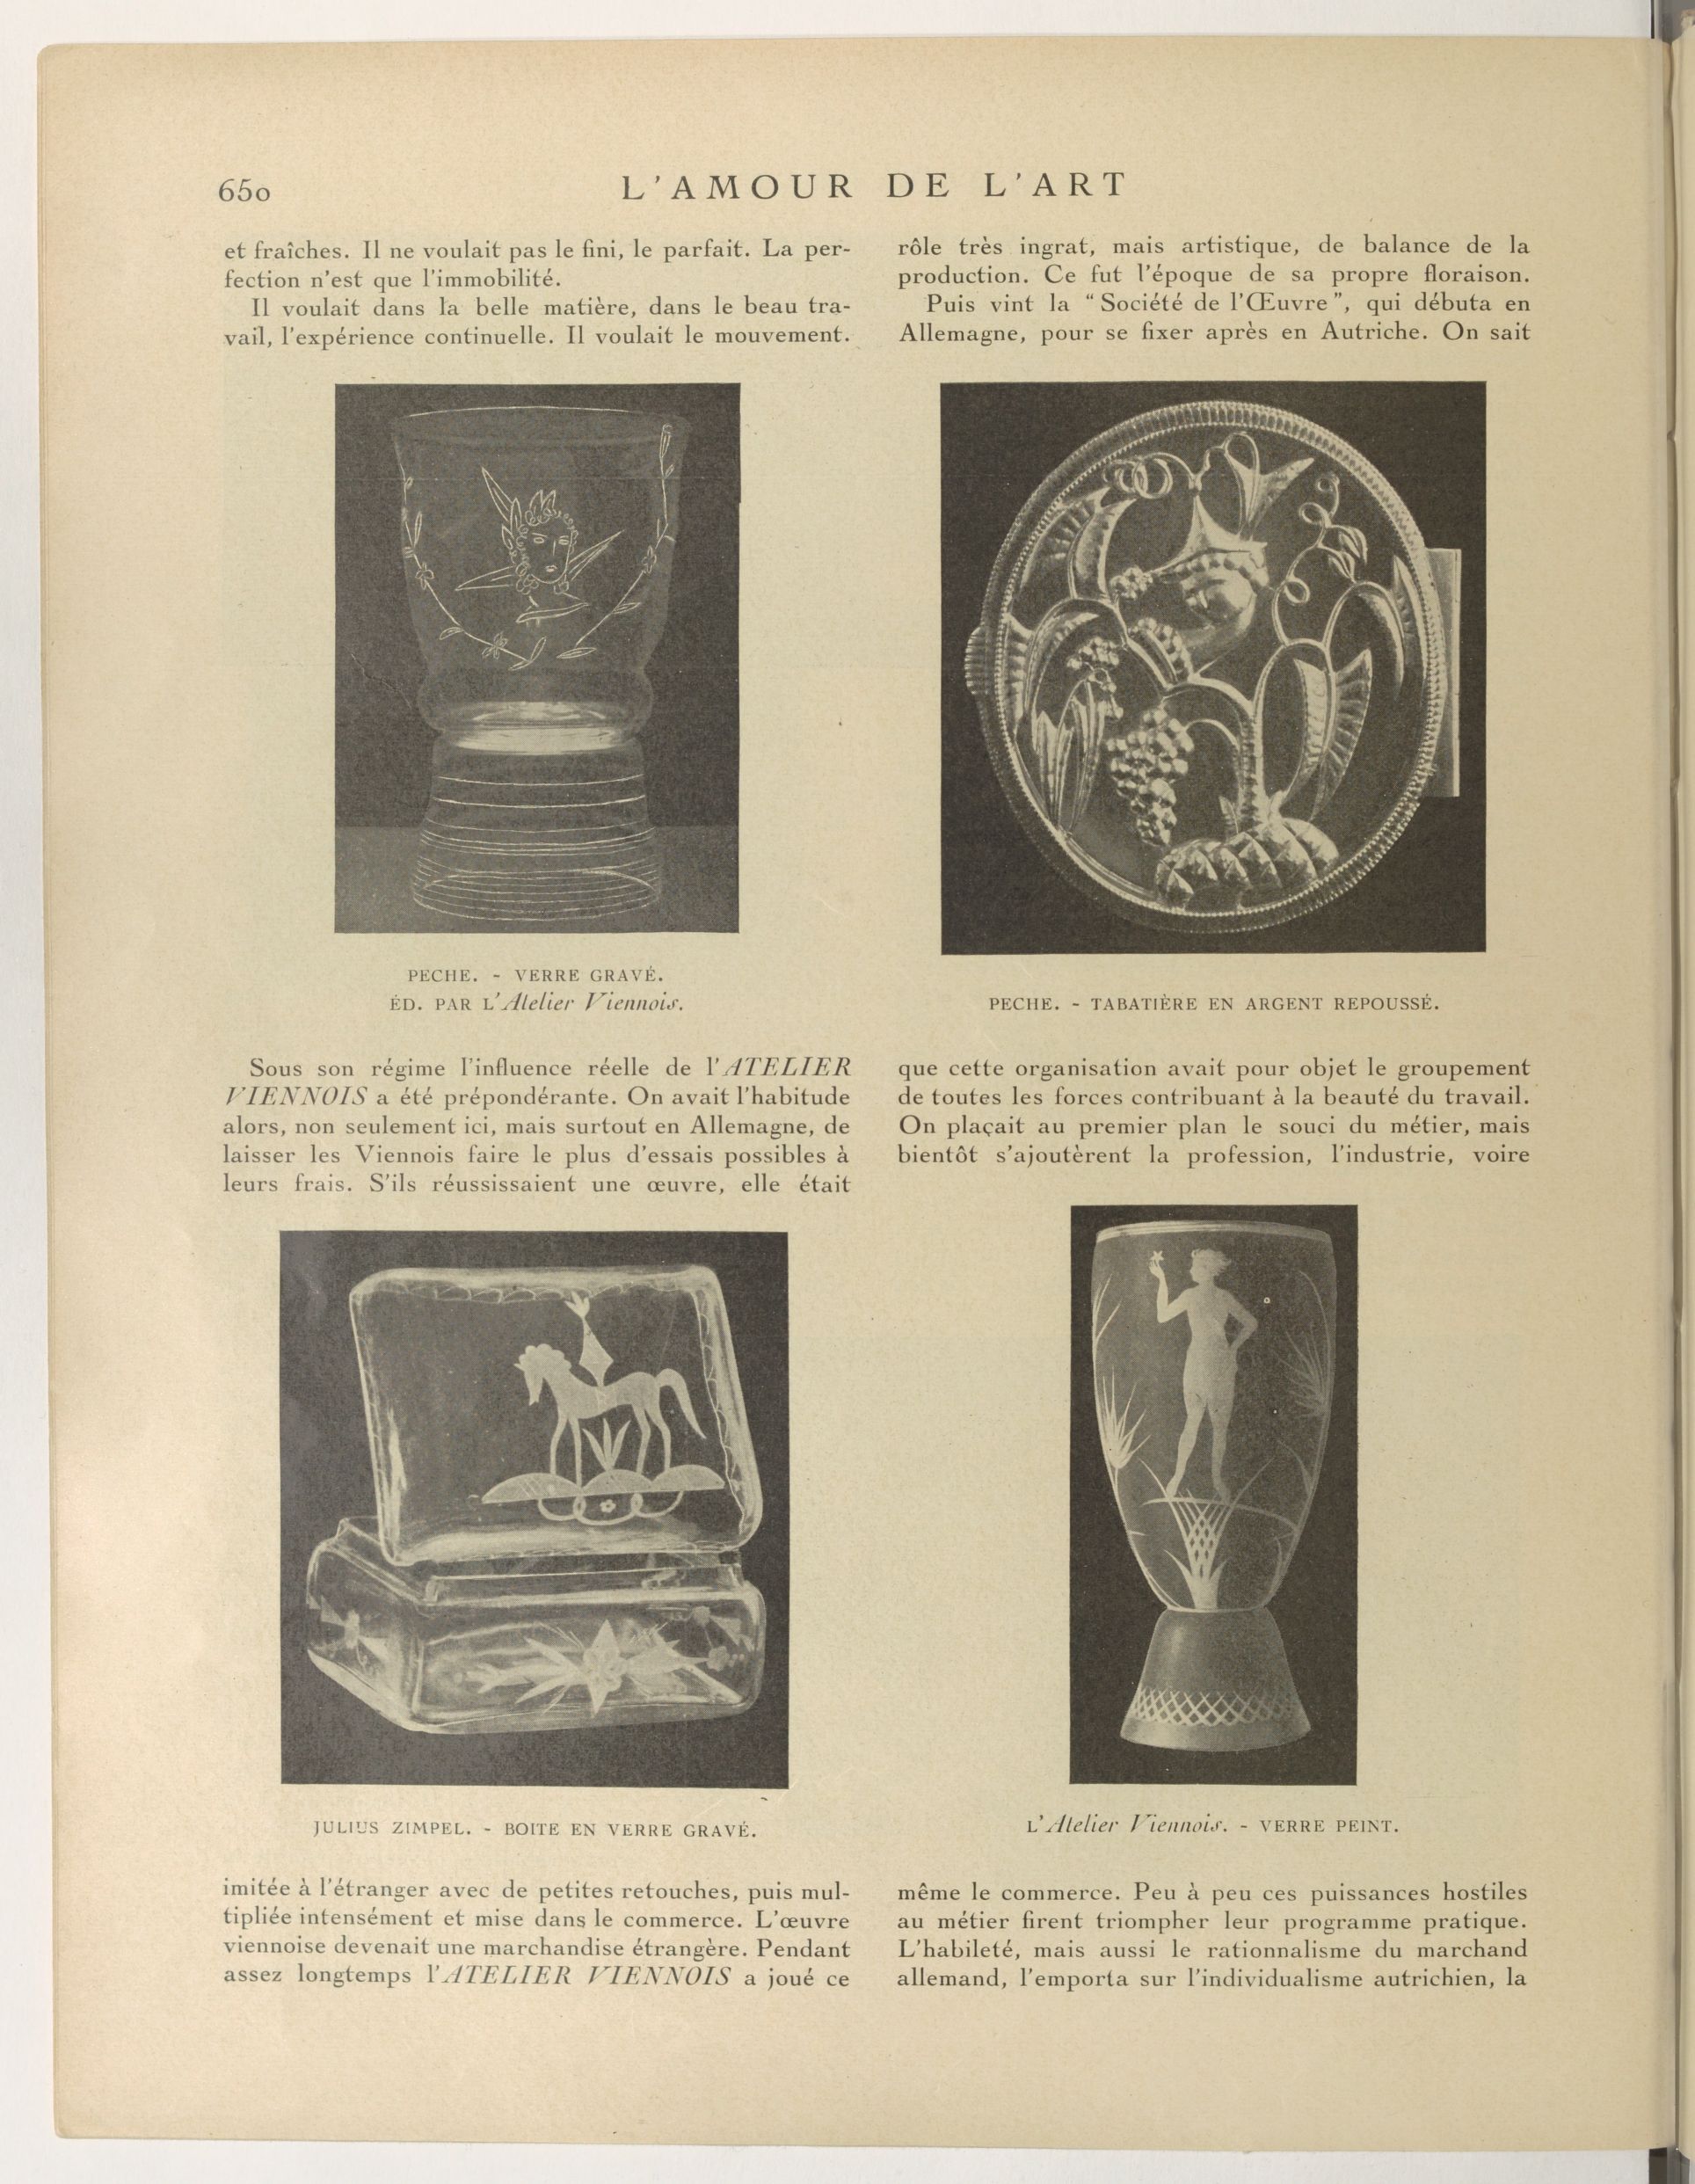 650
L'AMOUR DE L'ART
et fraîches. Il ne voulait pas le fini, le parfait. La per-
fection n'est que l'immobilité.
Il voulait dans la belle matière, dans le beau tra-
vail, l'expérience continuelle. Il voulait le mouvement.
PECHE. - VERRE GRAVÉ.
ÉD. PAR L'Atelier Viennois.
Sous son régime l'influence réelle de l'ATELIER
VIENNOIS a été prépondérante. On avait l'habitude
alors, non seulement ici, mais surtout en Allemagne, de
laisser les Viennois faire le plus d'essais possibles à
leurs frais. S'ils réussissaient une œuvre, elle était
JULIUS ZIMPEL. - BOITE EN VERRE GRAVÉ.
imitée à l'étranger avec de petites retouches, puis mul-
tipliée intensément et mise dans le commerce. L'œuvre
viennoise devenait une marchandise étrangère. Pendant
assez longtemps l'ATELIER VIENNOIS a joué ce
rôle très ingrat, mais artistique, de balance de la
production. Ce fut l'époque de sa propre floraison.
Puis vint la “Société de l'Œuvre”, qui débuta en
Allemagne, pour se fixer après en Autriche. On sait
PECHE. - TABATIÈRE EN ARGENT REPOUSSÉ.
que cette organisation avait pour objet le groupement
de toutes les forces contribuant à la beauté du travail.
On plaçait au premier plan le souci du métier, mais
bientôt s'ajoutèrent la profession, l'industrie, voire
L'Atelier Viennois. - VERRE PEINT.
même le commerce. Peu à peu ces puissances hostiles
au métier firent triompher leur programme pratique.
L'habileté, mais aussi le rationnalisme du marchand
allemand, l'emporta sur l'individualisme autrichien, la